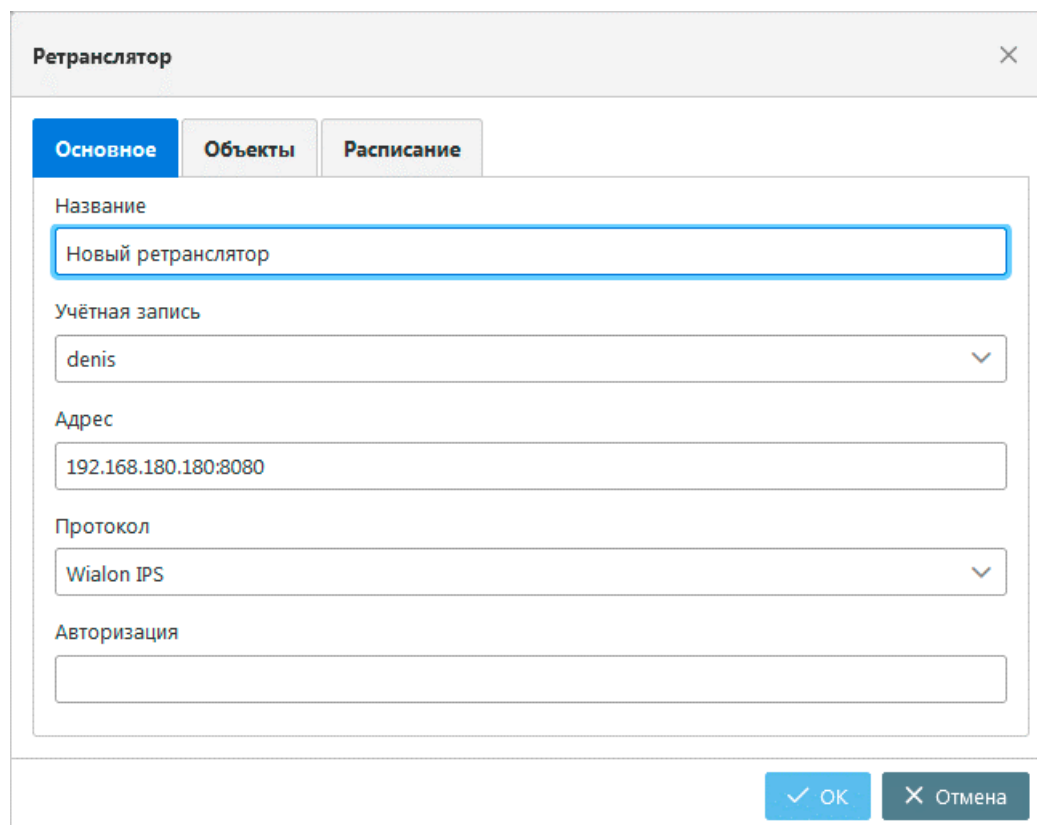 Ретранслятор
Основное Объекты Расписание
Название
Новый ретранслятор
Учётная запись
denis
Адрес
192.168.180.180:8080
Протокол
Wialon IPS
Авторизация
ОК Отмена